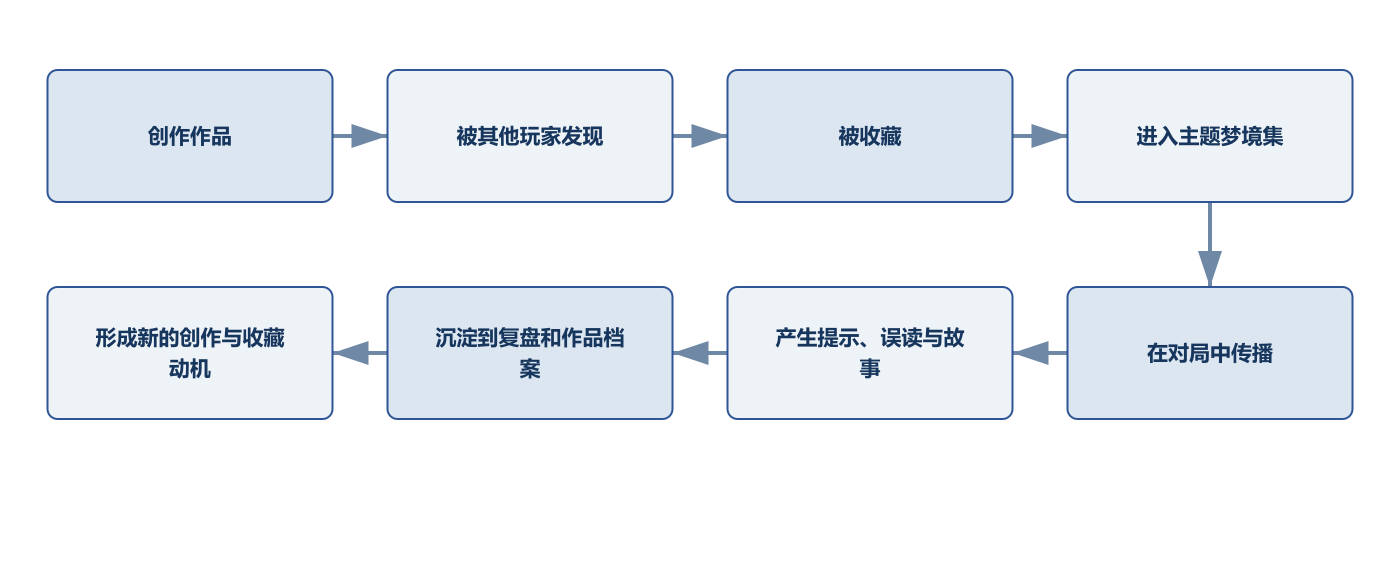 创作作品
被其他玩家发现
被收藏
进入主题梦境集
在对局中传播
产生提示、误读与故
事
沉淀到复盘和作品档
案
形成新的创作与收藏
动机